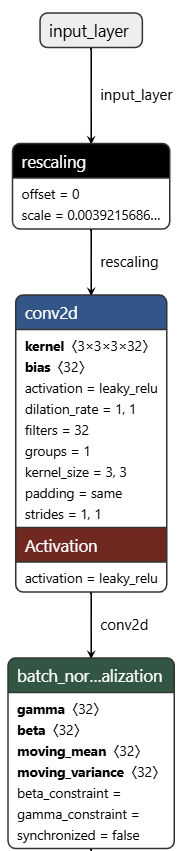 input_layer
input_layer
rescaling
offset = 0
scale = 0.0039215686...
rescaling
conv2d
kernel 〈3×3×3×32〉
bias 〈32〉
activation = leaky_relu
dilation_rate = 1, 1
filters = 32
groups = 1
kernel_size = 3, 3
padding = same
strides = 1, 1
Activation
activation = leaky_relu
conv2d
batch_nor...alization
gamma 〈32〉
beta 〈32〉
moving_mean 〈32〉
moving_variance 〈32〉
beta_constraint =
gamma_constraint =
synchronized = false